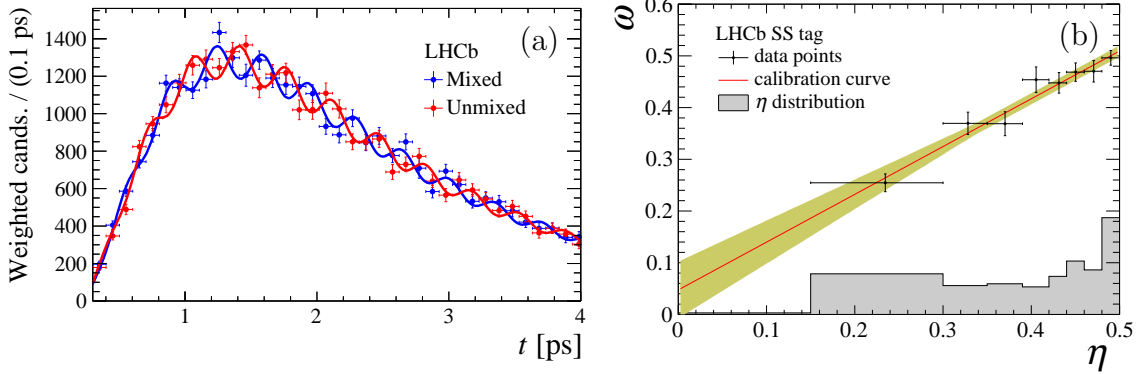 Weighted cands. / (0.1 ps)
1400
1200
1000
800
600
400
200
0
LHCb
Mixed
Unmixed
(a)
1
2
3
4
t [ps]
ω
0.6
0.5
0.4
0.3
0.2
0.1
0
LHCb SS tag
data points
calibration curve
η distribution
(b)
0
0.1
0.2
0.3
0.4
0.5
η